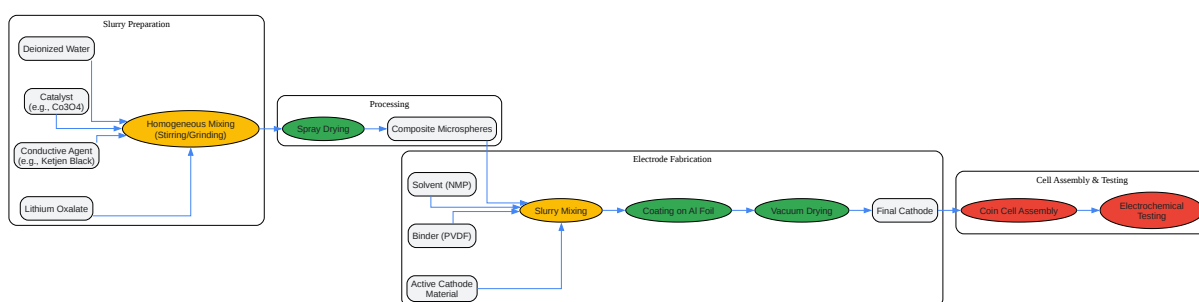 Slurry Preparation
Deionized Water
Catalyst
(e.g., Co3O4)
Conductive Agent
(e.g., Ketjen Black)
Lithium Oxalate
Homogeneous Mixing
(Stirring/Grinding)
Processing
Spray Drying
Composite Microspheres
Electrode Fabrication
Solvent (NMP)
Binder (PVDF)
Active Cathode
Material
Slurry Mixing
Coating on Al Foil
Vacuum Drying
Final Cathode
Cell Assembly & Testing
Coin Cell Assembly
Electrochemical
Testing